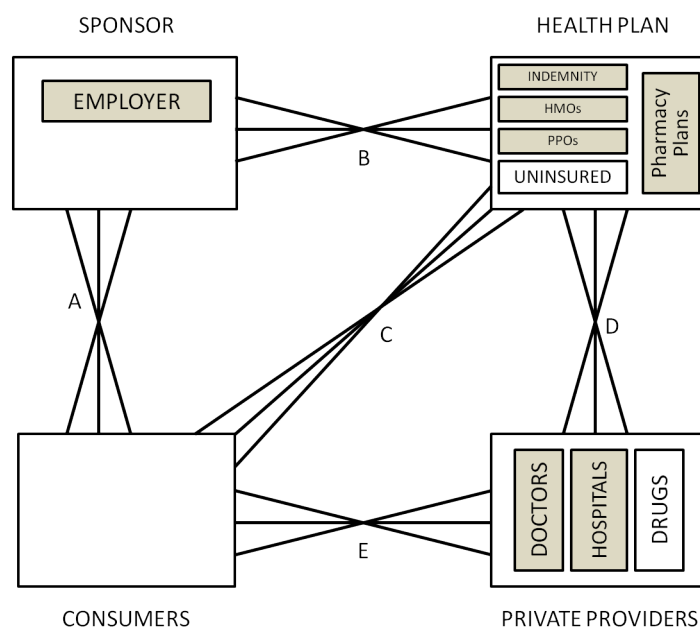 SPONSOR
HEALTH PLAN
EMPLOYER
INDEMNITY
HMOs
PPOs
UNINSURED
Pharmacy
Plans
B
A
C
D
DOCTORS
HOSPITALS
DRUGS
E
CONSUMERS
PRIVATE PROVIDERS